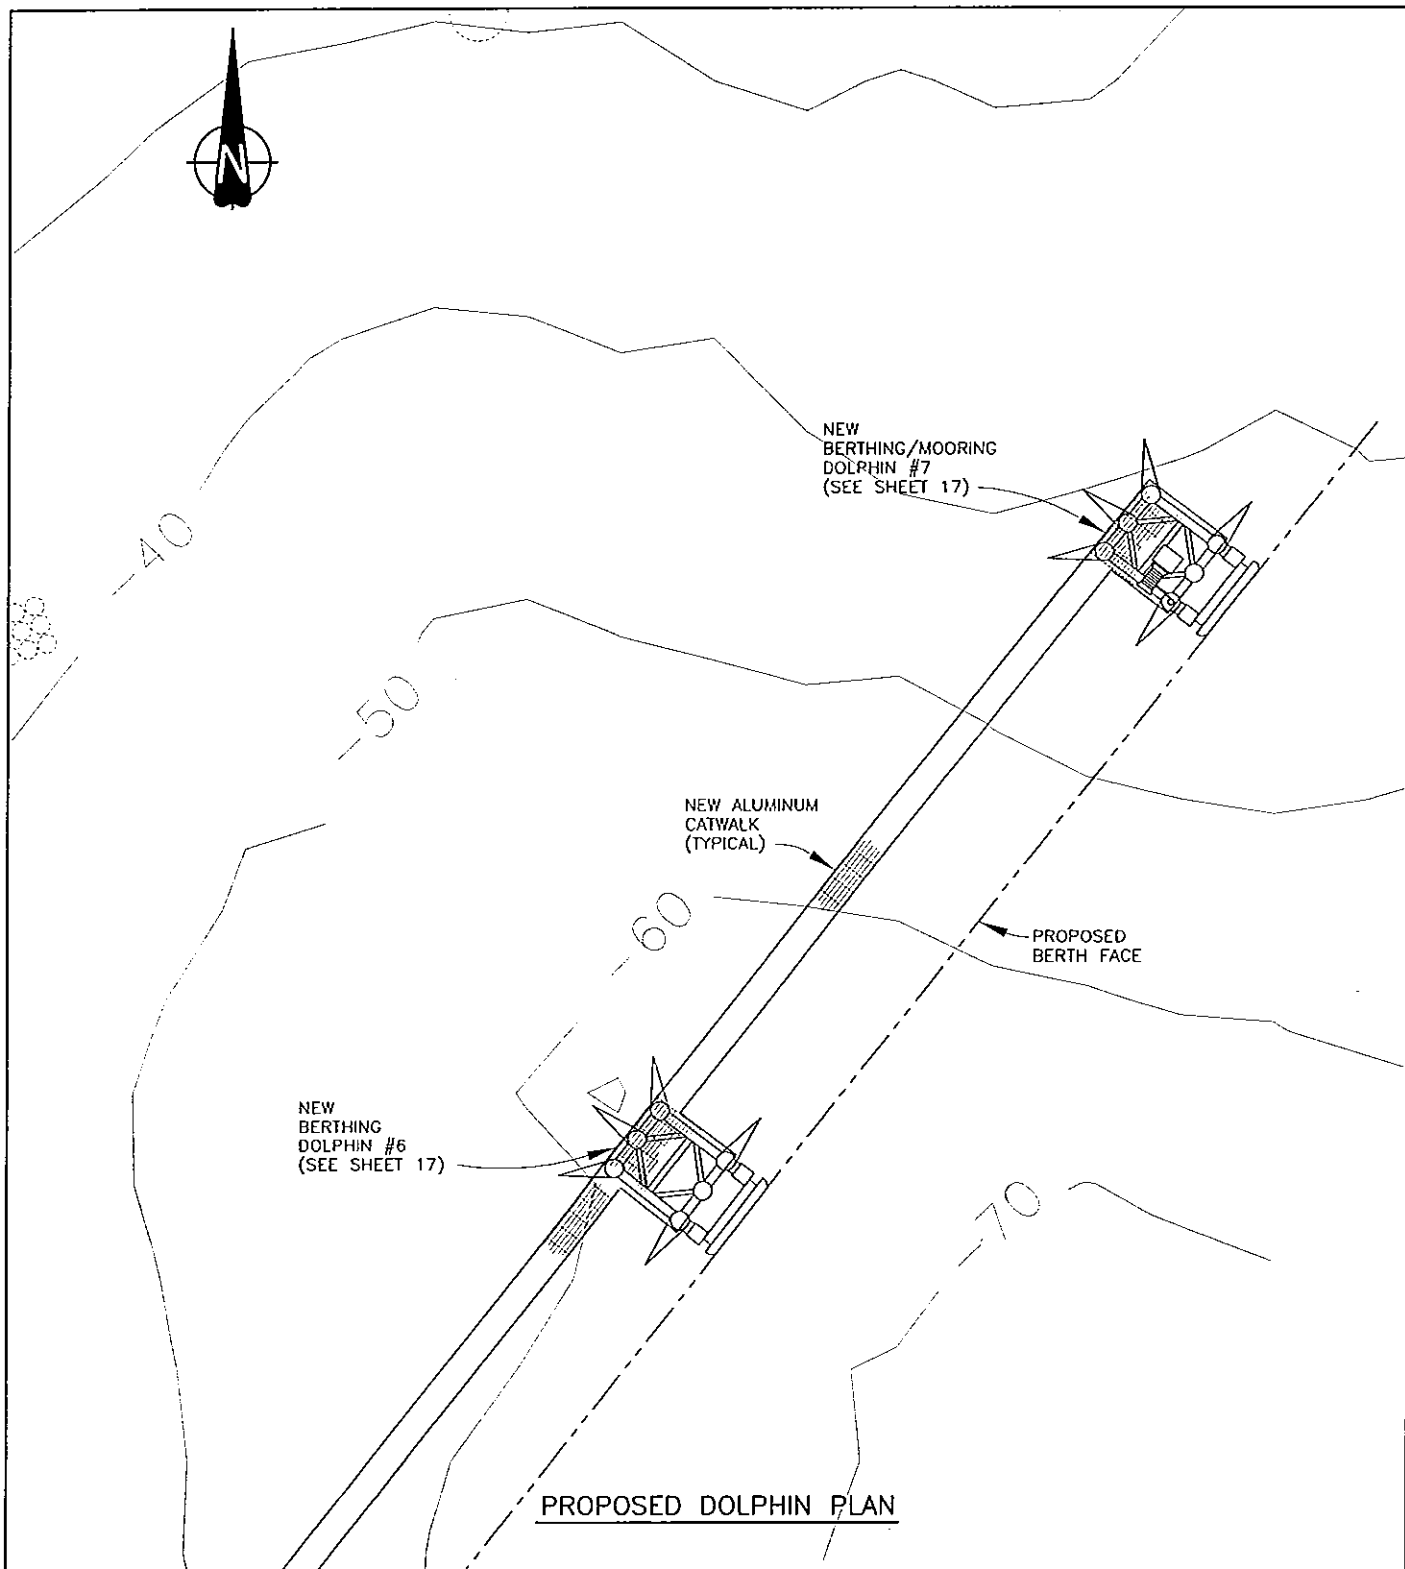 N
NEW
BERTHING/MOORING
DOLPHIN #7
(SEE SHEET 17)
-40
-50
NEW ALUMINUM
CATWALK
(TYPICAL)
-60
PROPOSED
BERTH FACE
NEW
BERTHING
DOLPHIN #6
(SEE SHEET 17)
-70
PROPOSED DOLPHIN PLAN